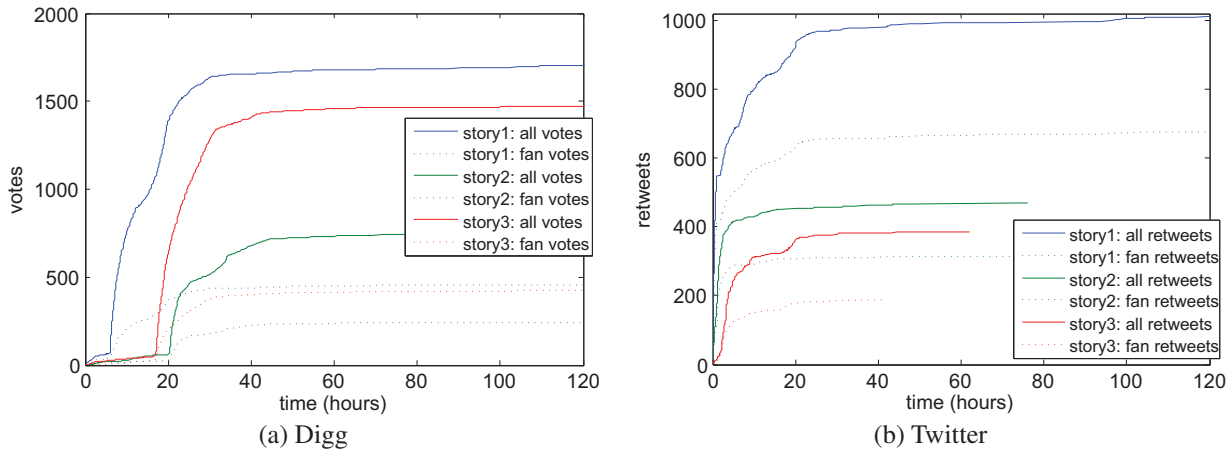 2000
1500
1000
500
0
votes
0 20 40 60 80 100 120
time (hours)
story1: all votes
story1: fan votes
story2: all votes
story2: fan votes
story3: all votes
story3: fan votes
(a) Digg
1000
800
600
400
200
0
retweets
0 20 40 60 80 100 120
time (hours)
story1: all retweets
story1: fan retweets
story2: all retweets
story2: fan retweets
story3: all retweets
story3: fan retweets
(b) Twitter